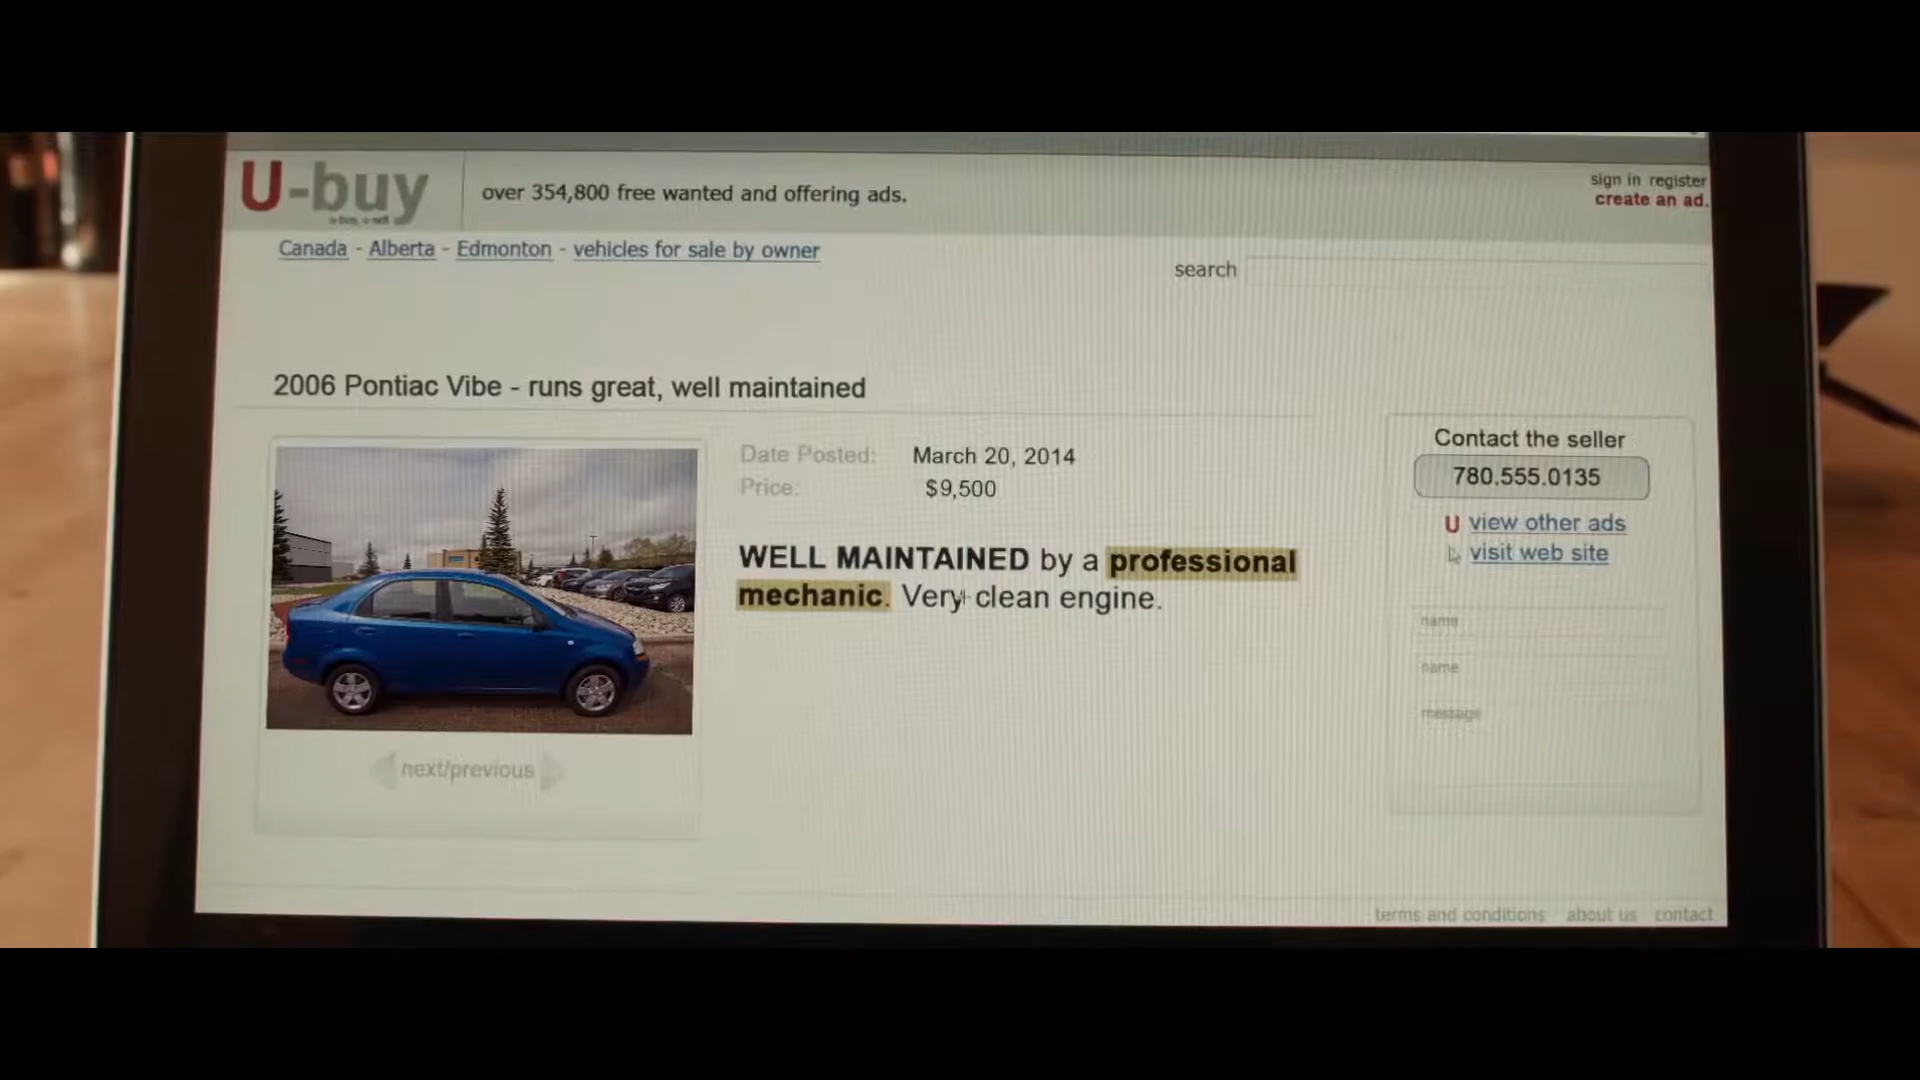 U-buy
over 354,800 free wanted and offering ads.
sign in register
create an ad.
Canada - Alberta - Edmonton - vehicles for sale by owner
search
2006 Pontiac Vibe - runs great, well maintained
Date Posted: March 20, 2014
Price: $9,500
WELL MAINTAINED by a professional
mechanic. Very clean engine.
next/previous
Contact the seller
780.555.0135
U view other ads
visit web site
name
name
message
terms and conditions about us contact